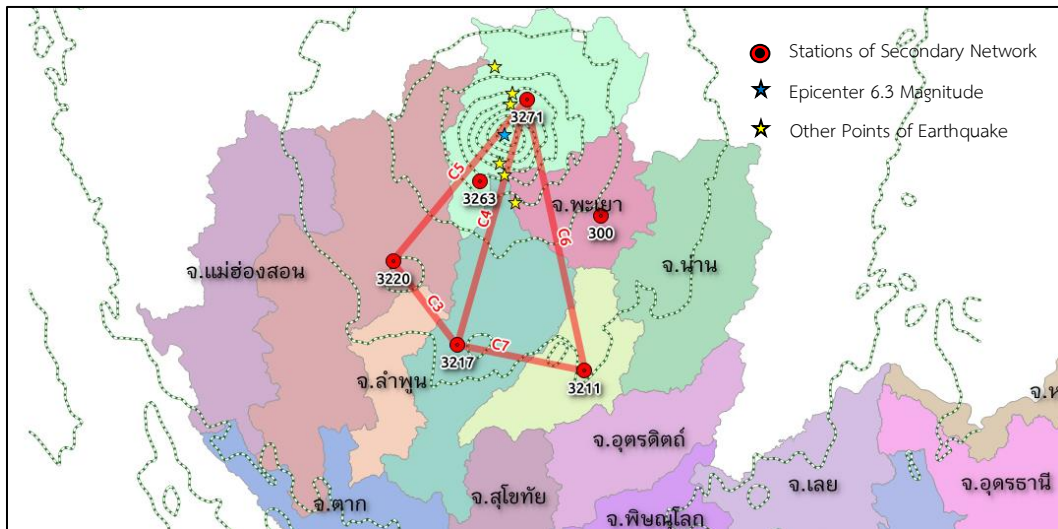 Stations of Secondary Network
Epicenter 6.3 Magnitude
Other Points of Earthquake
3271
C5
3263
C4
จ.พะเยา
300
C6
จ.แม่ฮ่องสอน
3220
จ.น่าน
C3
C7
3217
จ.ลำพูน
3211
จ.ห
จ.อุตรดิตถ์
จ.เลย
จ.อุดรธานี
จ.ตาก
จ.สุโขทัย
จ.พิษณุโลก